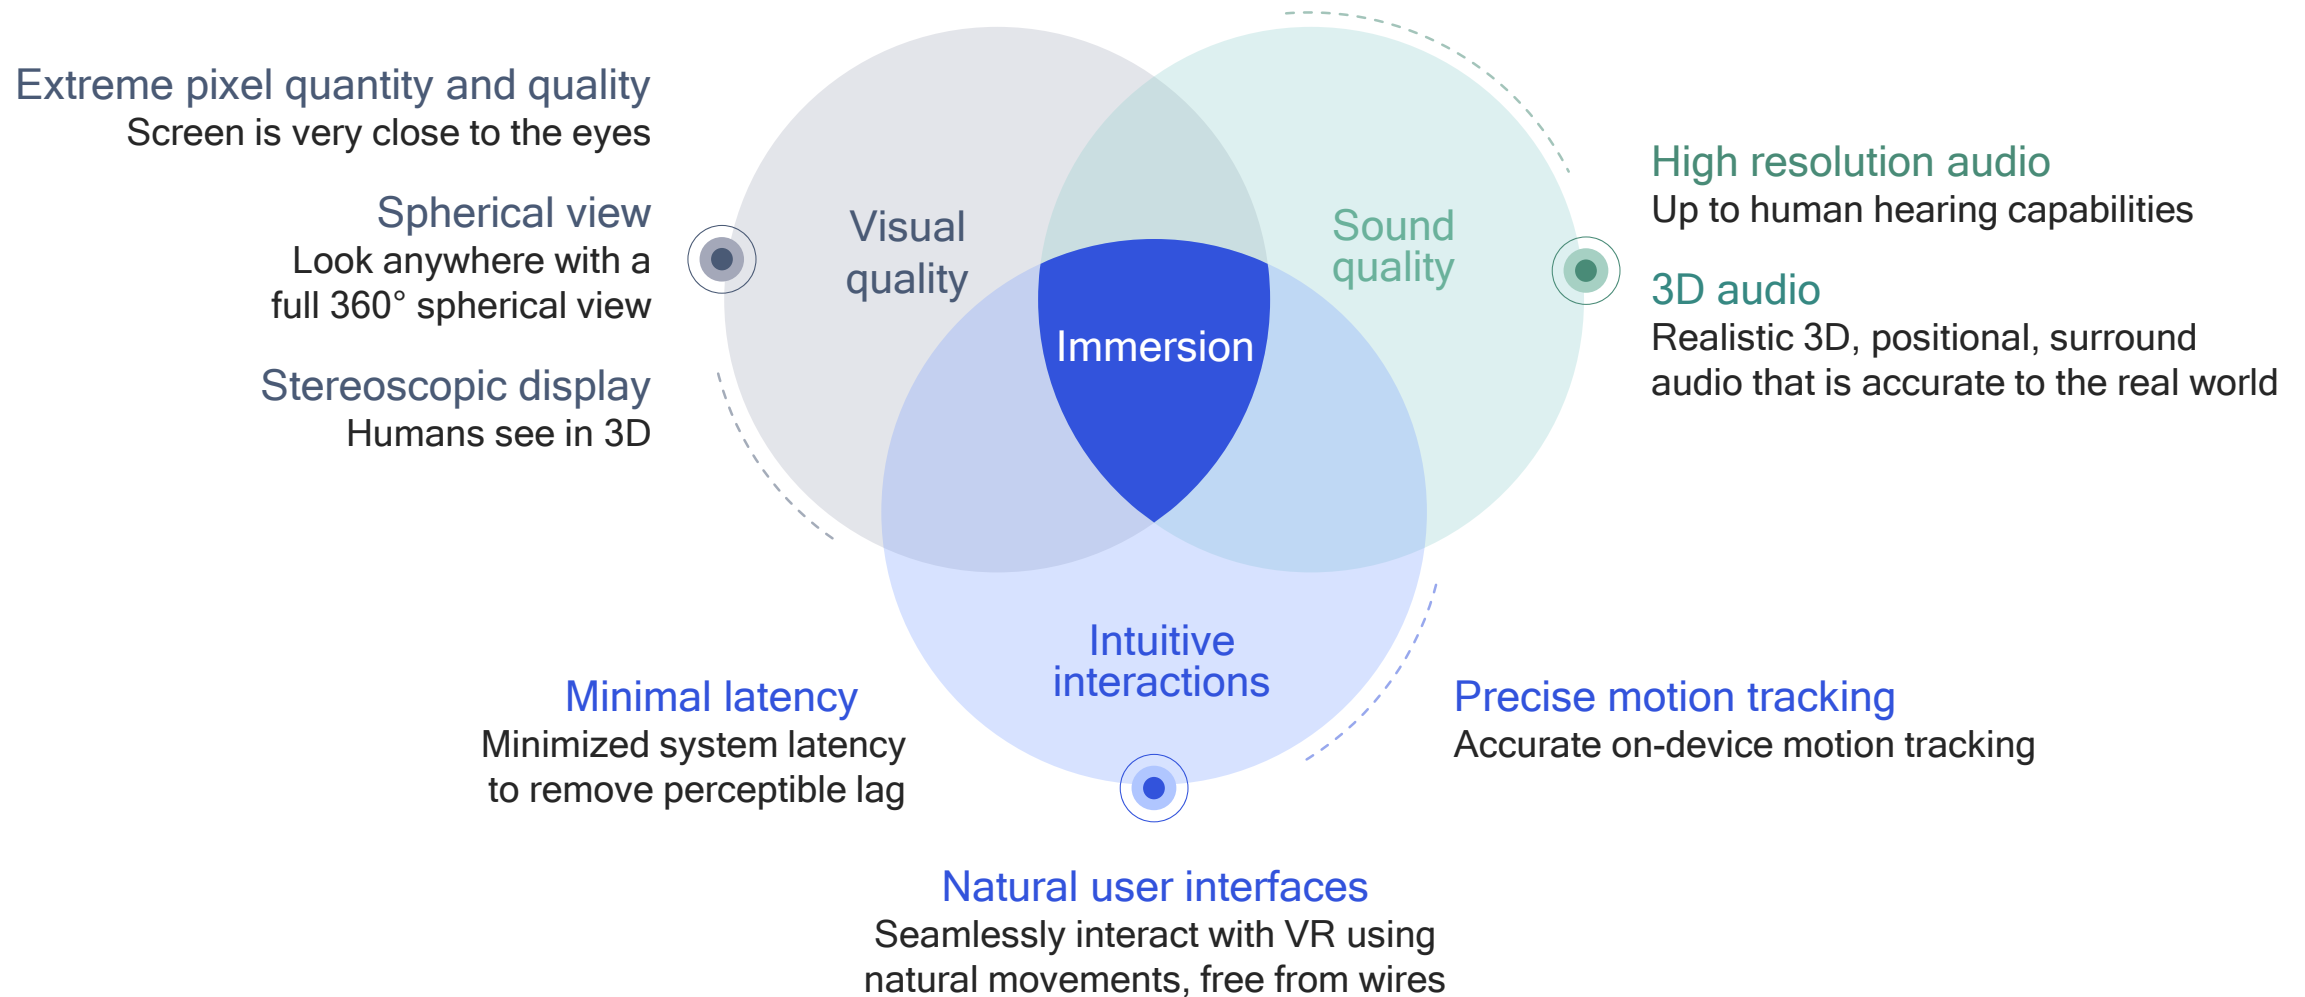 Extreme pixel quantity and quality
Screen is very close to the eyes
Spherical view
Look anywhere with a
full 360° spherical view
Stereoscopic display
Humans see in 3D
Visual
quality
Sound
quality
Immersion
High resolution audio
Up to human hearing capabilities
3D audio
Realistic 3D, positional, surround
audio that is accurate to the real world
Intuitive
interactions
Minimal latency
Minimized system latency
to remove perceptible lag
Precise motion tracking
Accurate on-device motion tracking
Natural user interfaces
Seamlessly interact with VR using
natural movements, free from wires